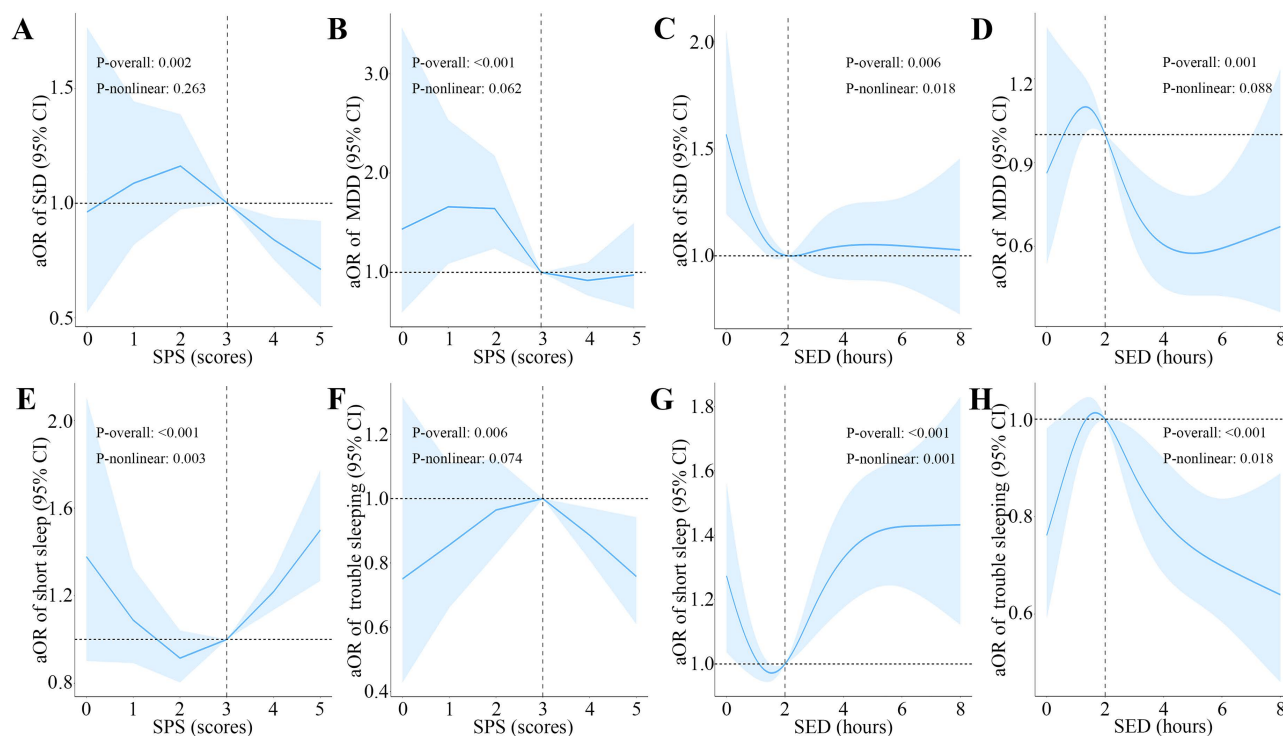 A
P-overall: 0.002
P-nonlinear: 0.263
aOR of StD (95% CI)
1.5
1.0
0.5
0 1 2 3 4 5
SPS (scores)
B
P-overall: <0.001
P-nonlinear: 0.062
aOR of MDD (95% CI)
3.0
2.0
1.0
0 1 2 3 4 5
SPS (scores)
C
P-overall: 0.006
P-nonlinear: 0.018
aOR of StD (95% CI)
2.0
1.5
1.0
0 2 4 6 8
SED (hours)
D
P-overall: 0.001
P-nonlinear: 0.088
aOR of MDD (95% CI)
1.2
0.9
0.6
0 2 4 6 8
SED (hours)
E
P-overall: <0.001
P-nonlinear: 0.003
aOR of short sleep (95% CI)
2.0
1.6
1.2
0.8
0 1 2 3 4 5
SPS (scores)
F
P-overall: 0.006
P-nonlinear: 0.074
aOR of trouble sleeping (95% CI)
1.2
1.0
0.8
0.6
0.4
0 1 2 3 4 5
SPS (scores)
G
P-overall: <0.001
P-nonlinear: 0.001
aOR of short sleep (95% CI)
1.8
1.6
1.4
1.2
1.0
0 2 4 6 8
SED (hours)
H
P-overall: <0.001
P-nonlinear: 0.018
aOR of trouble sleeping (95% CI)
1.0
0.8
0.6
0 2 4 6 8
SED (hours)